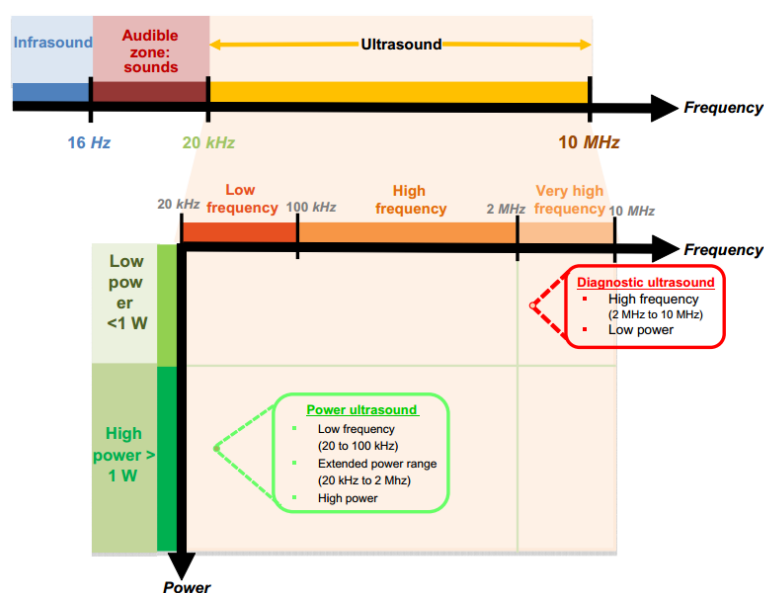 Infrasound
Audible
zone:
sounds
Ultrasound
Frequency
16 Hz
20 kHz
10 MHz
20 kHz
Low
frequency
100 kHz
High
frequency
2 MHz
Very high
frequency
10 MHz
Frequency
Low
pow
er
<1 W
Diagnostic ultrasound
▪ High frequency
(2 MHz to 10 MHz)
▪ Low power
High
power >
1 W
Power ultrasound
▪ Low frequency
(20 to 100 kHz)
▪ Extended power range
(20 kHz to 2 Mhz)
▪ High power
Power